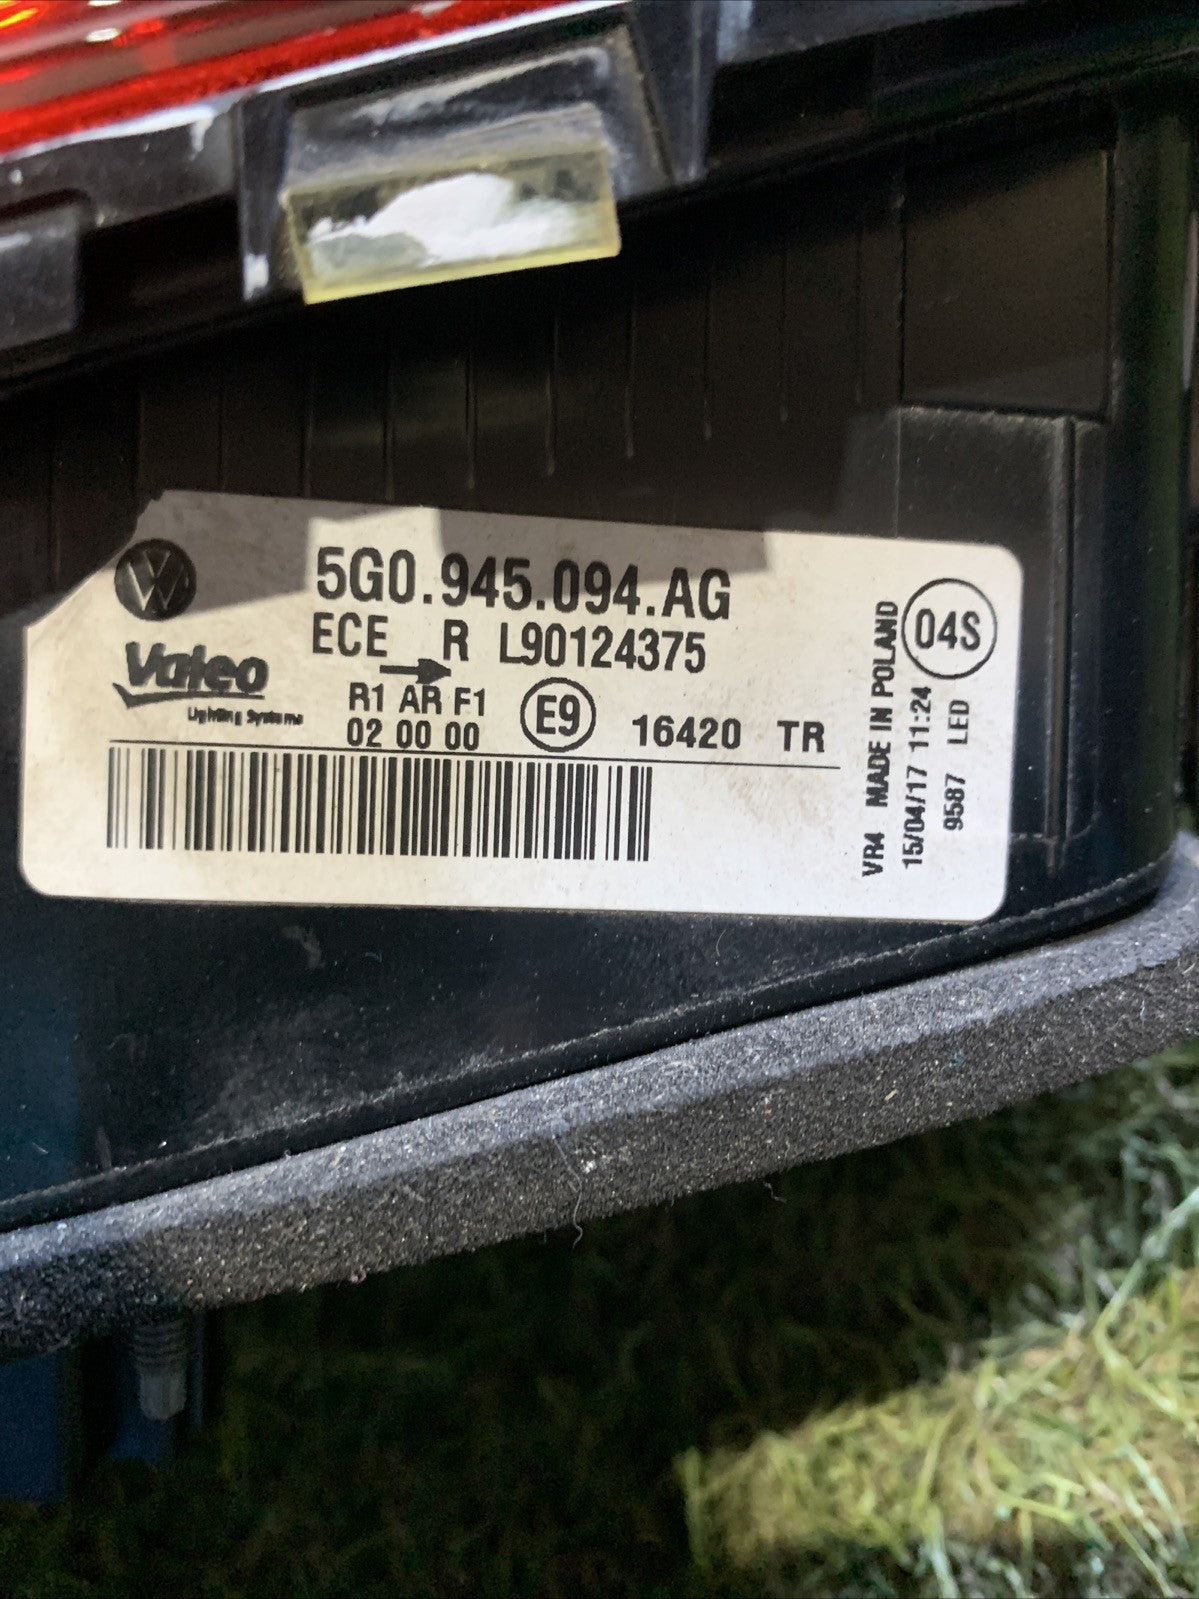 5G0.945.094.AG
ECE R L90124375
Valeo
Lighting Systems
R1 AR F1
02 00 00
E9
16420 TR
VR4 MADE IN POLAND
15/04/17 11:24
9587 LED
04S